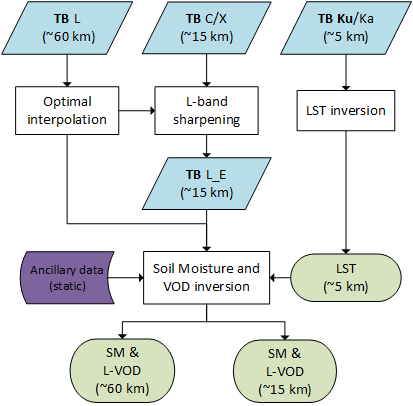 TB L
(~60 km)
TB C/X
(~15 km)
TB Ku/Ka
(~5 km)
Optimal
interpolation
L-band
sharpening
LST inversion
TB L_E
(~15 km)
Ancillary data
(static)
Soil Moisture and
VOD inversion
LST
(~5 km)
SM &
L-VOD
(~60 km)
SM &
L-VOD
(~15 km)